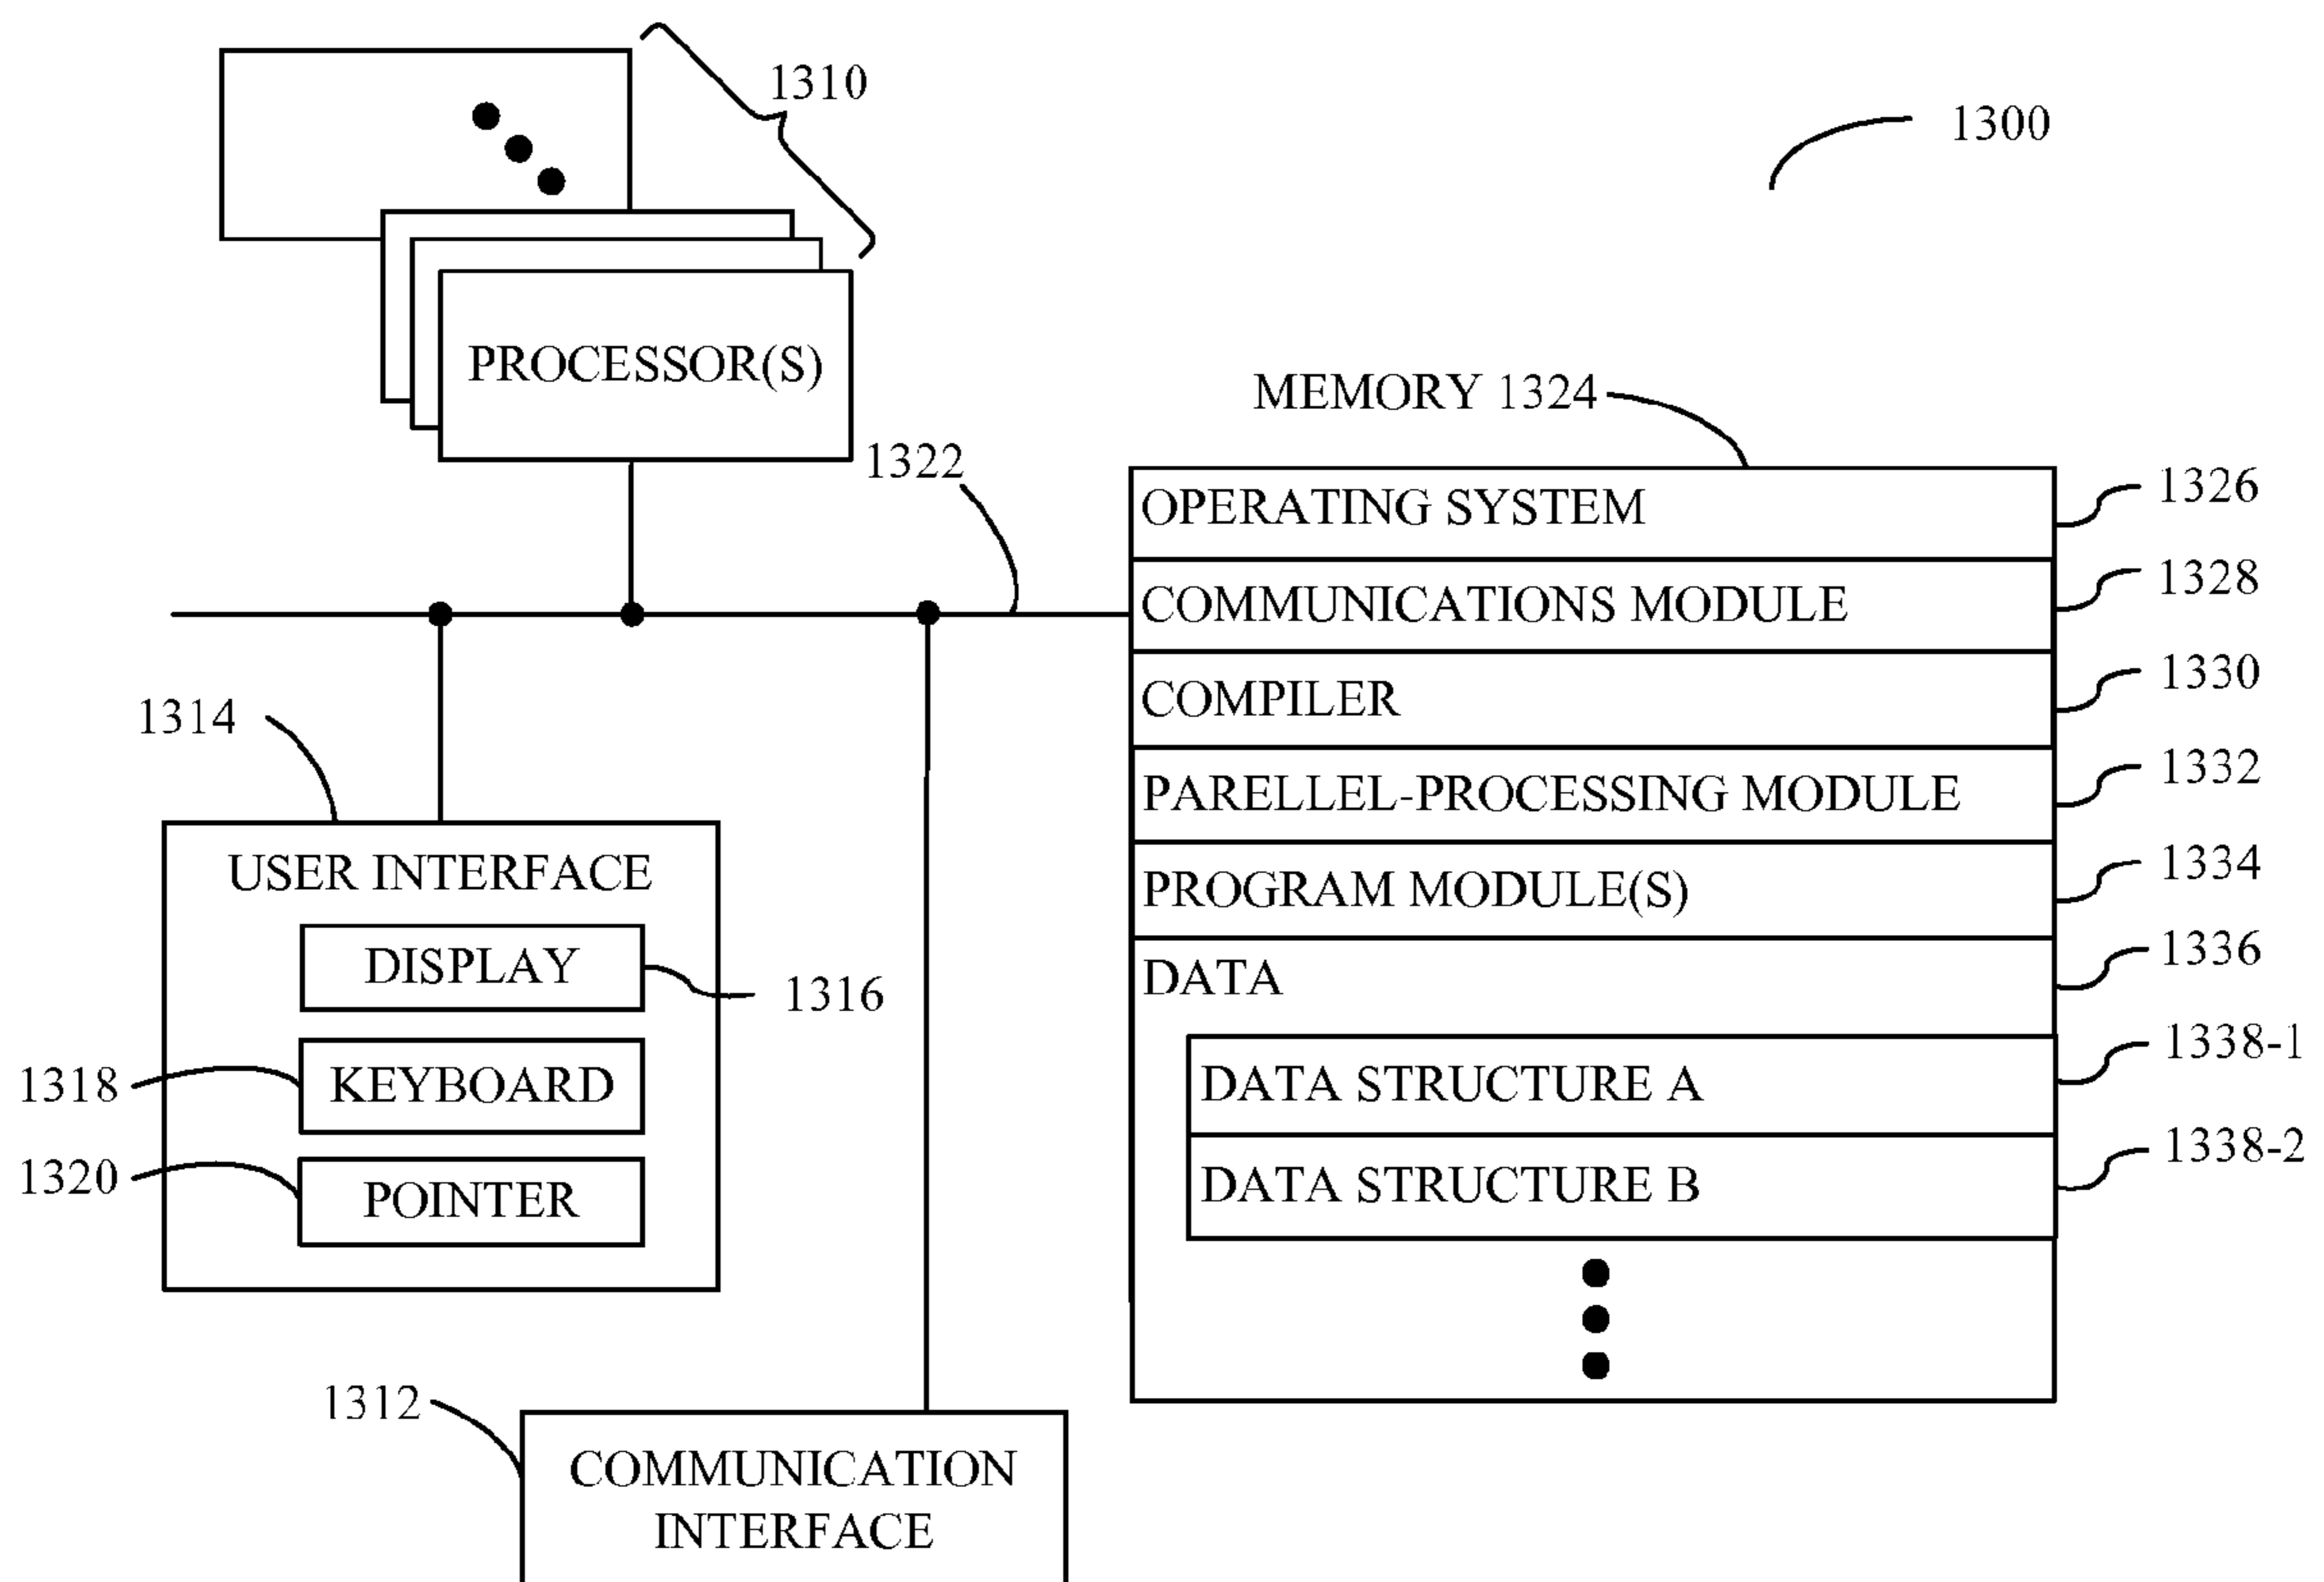 1310
1300
PROCESSOR(S)
MEMORY 1324
1322
OPERATING SYSTEM
1326
COMMUNICATIONS MODULE
1328
COMPILER
1330
PARELLEL-PROCESSING MODULE
1332
PROGRAM MODULE(S)
1334
DATA
1336
DATA STRUCTURE A
1338-1
DATA STRUCTURE B
1338-2
1314
USER INTERFACE
DISPLAY
1316
1318
KEYBOARD
1320
POINTER
1312
COMMUNICATION
INTERFACE